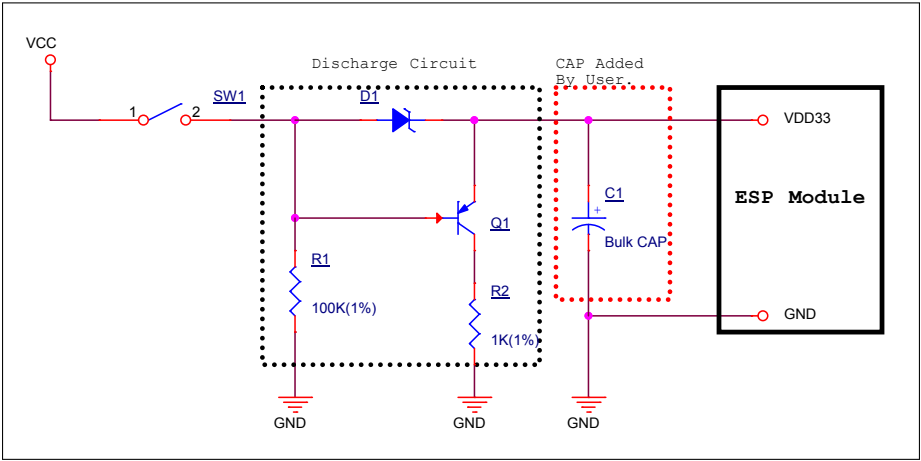 VCC
Discharge Circuit
CAP Added
By User.
1
2
SW1
D1
VDD33
ESP Module
C1
+
Bulk CAP
Q1
R1
100K(1%)
R2
1K(1%)
GND
GND
GND
GND